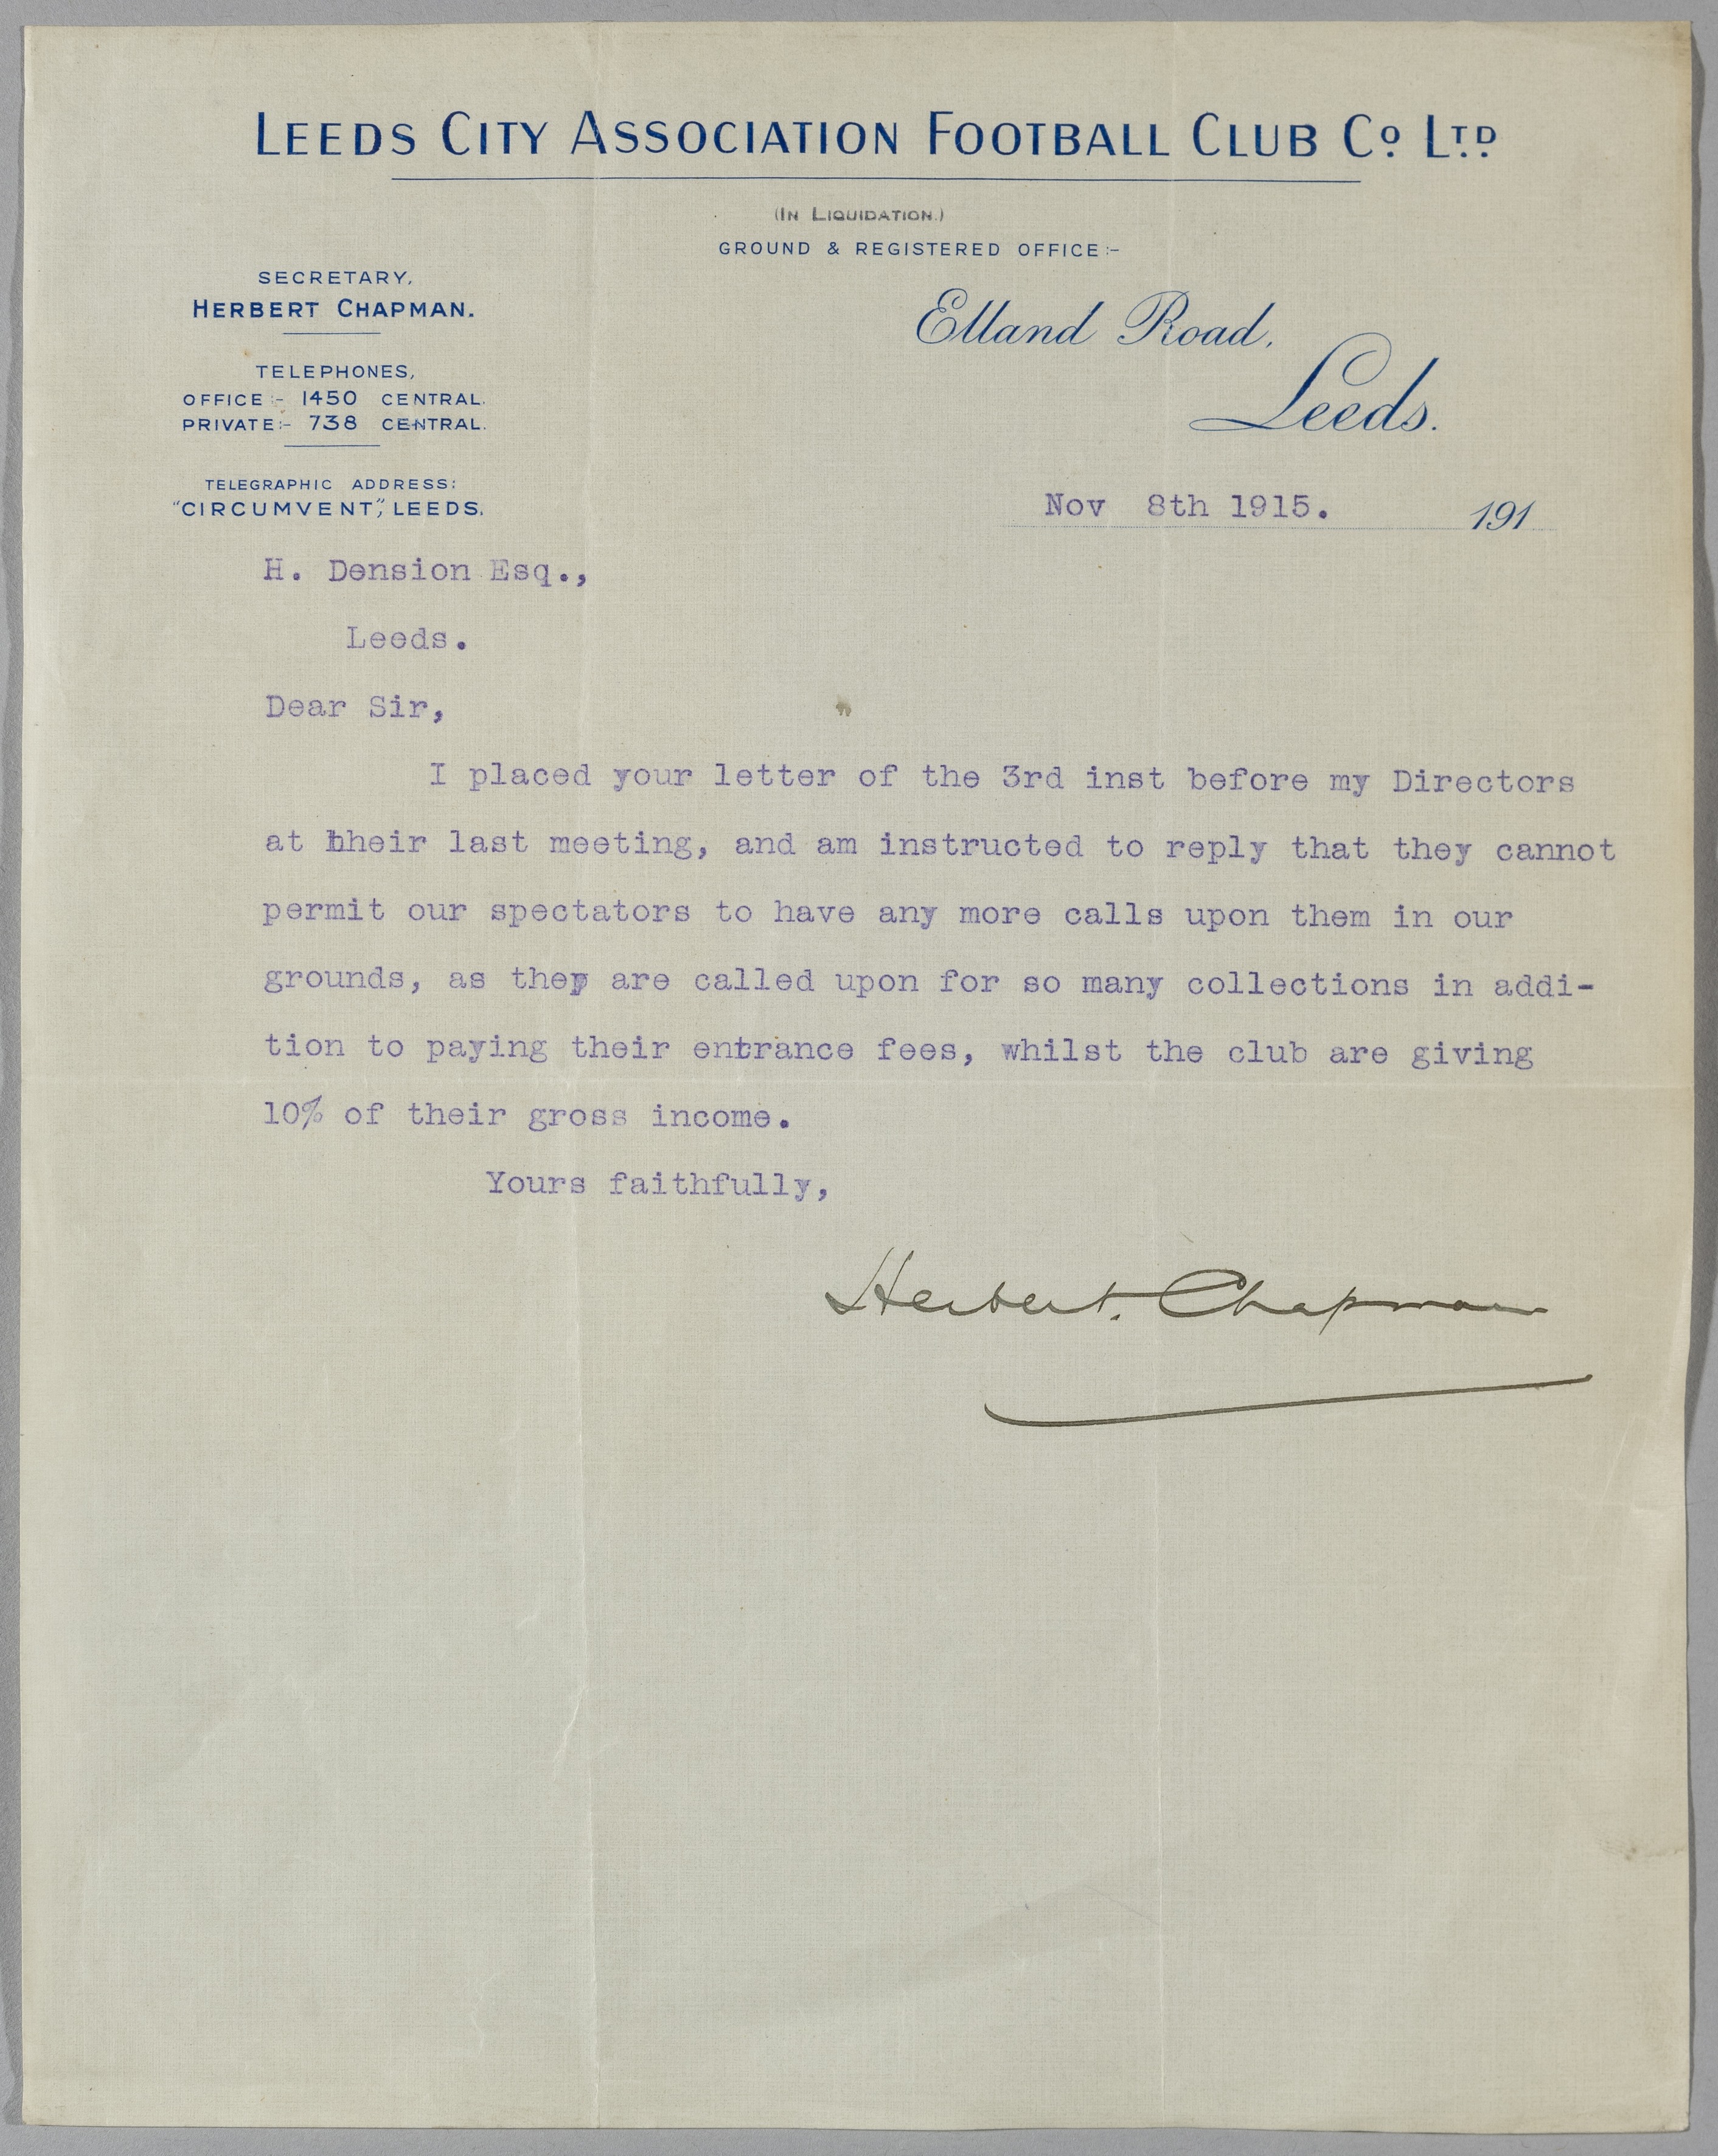 LEEDS CITY ASSOCIATION FOOTBALL CLUB Co LTD
(IN LIQUIDATION.)
GROUND & REGISTERED OFFICE:-
SECRETARY,
HERBERT CHAPMAN.
TELEPHONES,
OFFICE:- 1450 CENTRAL.
PRIVATE:- 738 CENTRAL.
TELEGRAPHIC ADDRESS:
"CIRCUMVENT", LEEDS.
Elland Road,
Leeds.
Nov 8th 1915. 191
H. Dension Esq.,
Leeds.
Dear Sir,
I placed your letter of the 3rd inst before my Directors
at their last meeting, and am instructed to reply that they cannot
permit our spectators to have any more calls upon them in our
grounds, as they are called upon for so many collections in addi-
tion to paying their entrance fees, whilst the club are giving
10% of their gross income.
Yours faithfully,
Herbert. Chapman